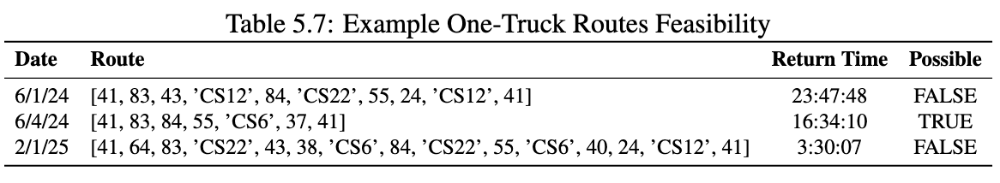 Table 5.7: Example One-Truck Routes Feasibility
Date Route Return Time Possible
6/1/24 [41, 83, 43, ’CS12’, 84, ’CS22’, 55, 24, ’CS12’, 41] 23:47:48 FALSE
6/4/24 [41, 83, 84, 55, ’CS6’, 37, 41] 16:34:10 TRUE
2/1/25 [41, 64, 83, ’CS22’, 43, 38, ’CS6’, 84, ’CS22’, 55, ’CS6’, 40, 24, ’CS12’, 41] 3:30:07 FALSE